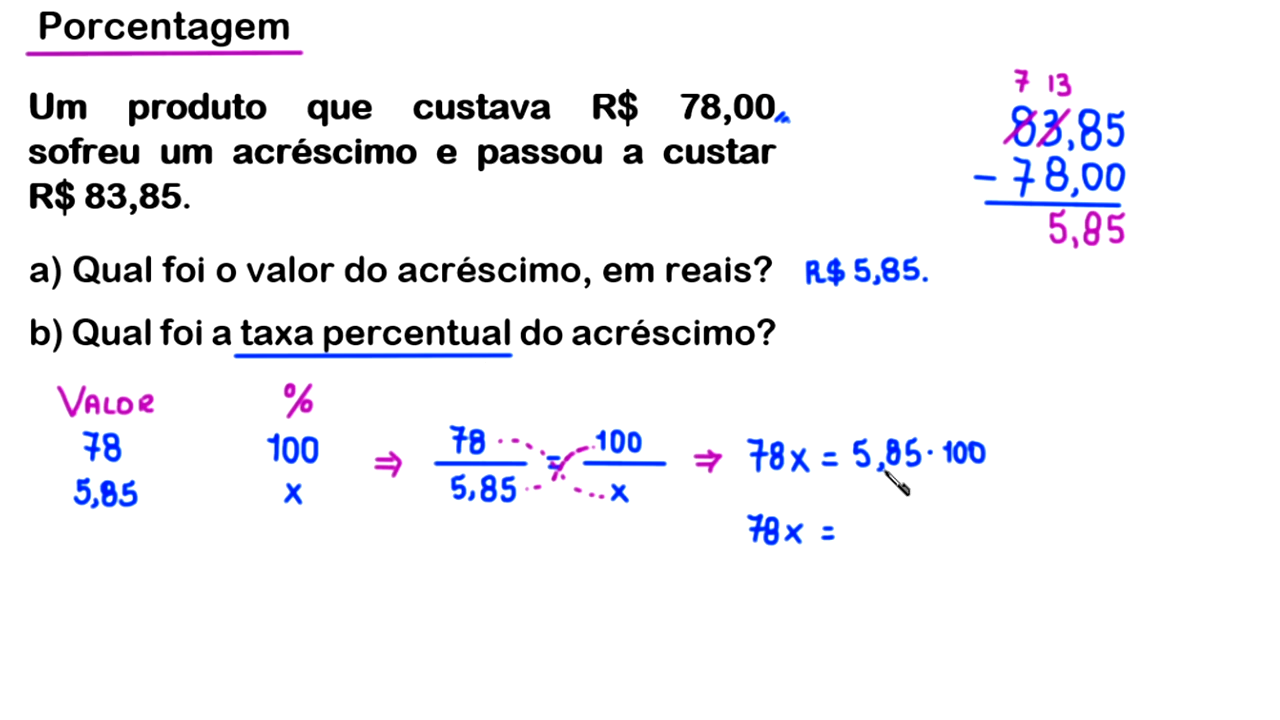 Porcentagem
Um produto que custava R$ 78,00
sofreu um acréscimo e passou a custar
R$ 83,85.
7 13
83,85
- 78,00
5,85
a) Qual foi o valor do acréscimo, em reais? R$ 5,85.
b) Qual foi a taxa percentual do acréscimo?
VALOR %
78 100
5,85 x
⇒ 78/5,85 = 100/x ⇒ 78x = 5,85 · 100
78x =